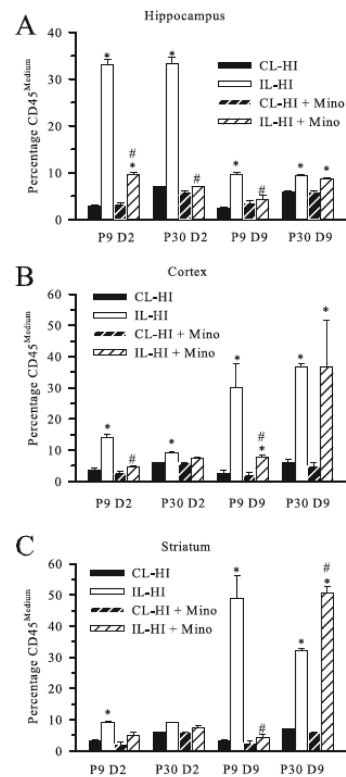 A
Hippocampus
Percentage CD45Medium
40
30
20
10
0
CL-HI
IL-HI
CL-HI + Mino
IL-HI + Mino
*
*
#
*
#
*
#
*
*
P9 D2
P30 D2
P9 D9
P30 D9
B
Cortex
Percentage CD45Medium
60
50
40
30
20
10
0
CL-HI
IL-HI
CL-HI + Mino
IL-HI + Mino
*
#
*
*
#
*
*
*
P9 D2
P30 D2
P9 D9
P30 D9
C
Striatum
Percentage CD45Medium
60
50
40
30
20
10
0
CL-HI
IL-HI
CL-HI + Mino
IL-HI + Mino
*
*
#
*
#
*
P9 D2
P30 D2
P9 D9
P30 D9